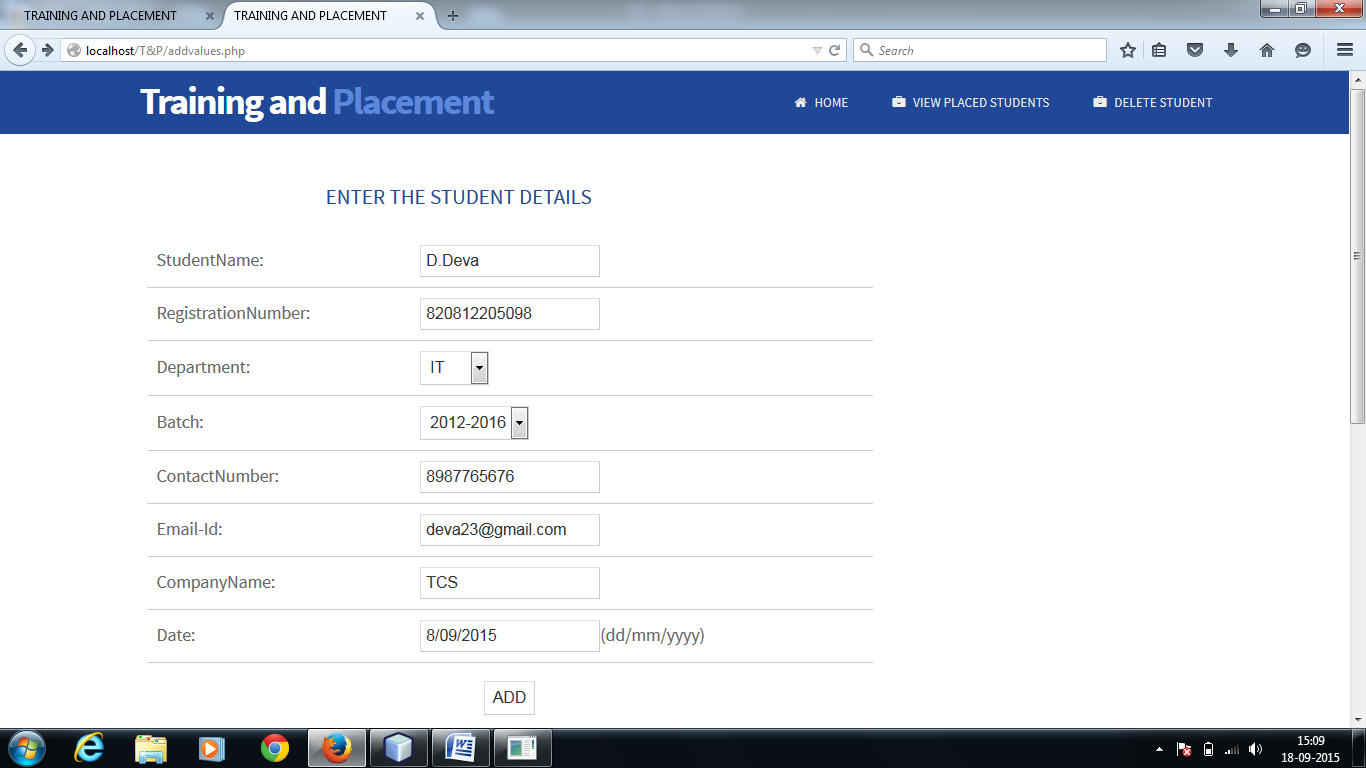 TRAINING AND PLACEMENT
TRAINING AND PLACEMENT
localhost/T&P/addvalues.php
Search
Training and Placement
HOME
VIEW PLACED STUDENTS
DELETE STUDENT
ENTER THE STUDENT DETAILS
StudentName: D.Deva
RegistrationNumber: 820812205098
Department: IT
Batch: 2012-2016
ContactNumber: 8987765676
Email-Id: deva23@gmail.com
CompanyName: TCS
Date: 8/09/2015 (dd/mm/yyyy)
ADD
15:09
18-09-2015